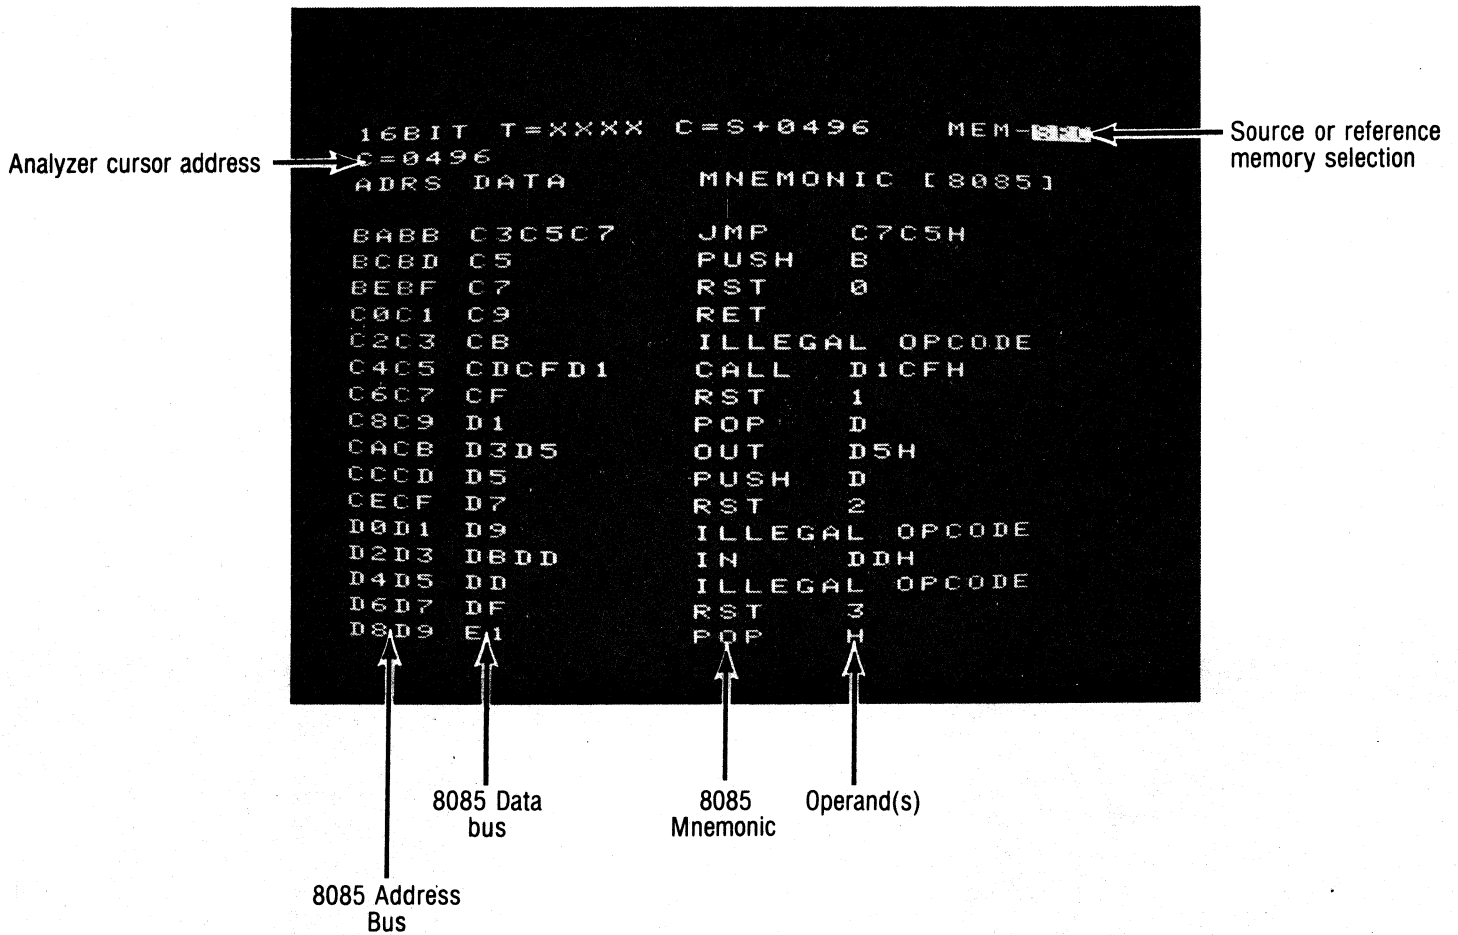 16BIT T=XXXX C=S+0496 MEM-SRC
C=0496
ADRS DATA MNEMONIC [8085]
BABB C3C5C7 JMP C7C5H
BCBD C5 PUSH B
BEBF C7 RST 0
C0C1 C9 RET
C2C3 CB ILLEGAL OPCODE
C4C5 CDCFD1 CALL D1CFH
C6C7 CF RST 1
C8C9 D1 POP D
CACB D3D5 OUT D5H
CCCD D5 PUSH D
CECF D7 RST 2
D0D1 D9 ILLEGAL OPCODE
D2D3 DBDD IN DDH
D4D5 DD ILLEGAL OPCODE
D6D7 DF RST 3
D8D9 E1 POP H
Analyzer cursor address
Source or reference
memory selection
8085 Data
bus
8085
Mnemonic
Operand(s)
8085 Address
Bus